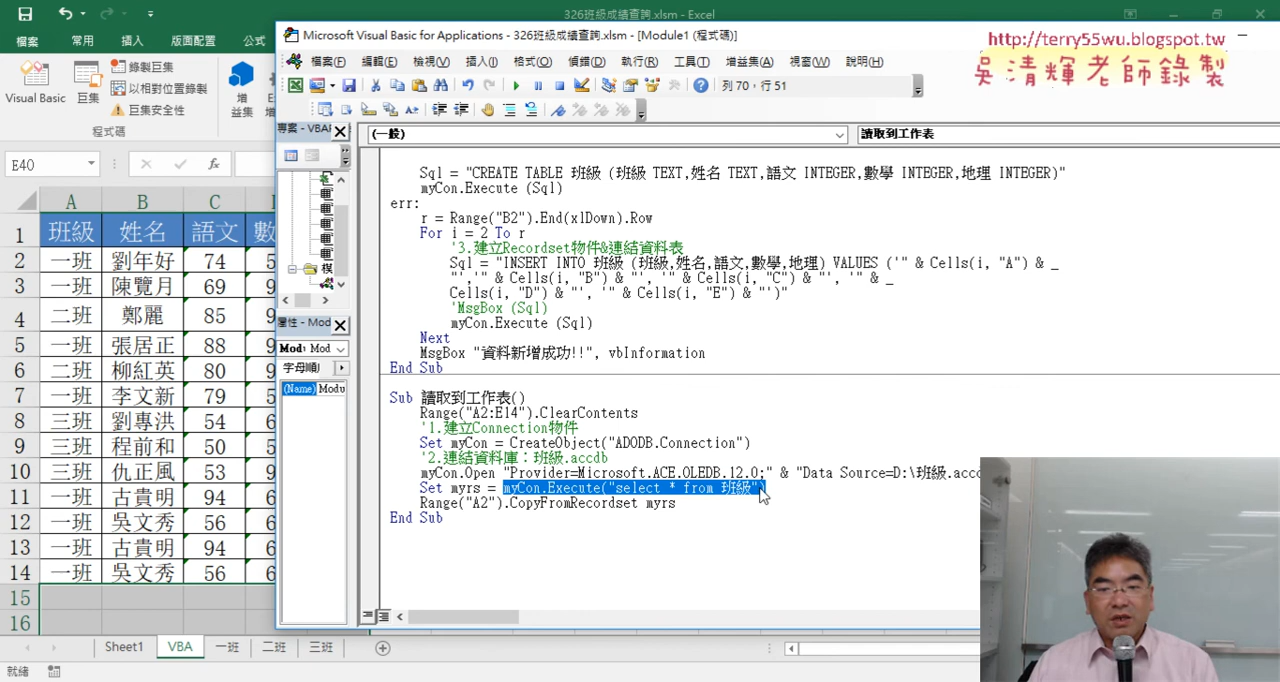 326班級成績查詢.xlsm - Excel
檔案 常用 插入 版面配置 公式
Visual Basic 巨集 錄製巨集
以相對位置錄製
巨集安全性
增益集
程式碼
E40
A B C
1 班級 姓名 語文 數
2 一班 劉年好 74
3 一班 陳覽月 69
4 二班 鄭麗 85
5 一班 張居正 88
6 二班 柳紅英 80
7 一班 李文新 79
8 三班 劉專洪 54
9 三班 程前和 50
10 三班 仇正風 53
11 一班 古貴明 94
12 一班 吳文秀 56
13 一班 古貴明 94
14 一班 吳文秀 56
15
16
Sheet1 VBA 一班 二班 三班
就緒
Microsoft Visual Basic for Applications - 326班級成績查詢.xlsm - [Module1 (程式碼)]
檔案(F) 編輯(E) 檢視(V) 插入(I) 格式(O) 偵錯(D) 執行(R) 工具(T) 增益集(A) 視窗(W) 說明(H)
列 70，行 51
專案 - VBAF
屬性 - Mod
Mod Mod
字母順
(Name) Modu
(一般) 讀取到工作表
Sql = "CREATE TABLE 班級 (班級 TEXT,姓名 TEXT,語文 INTEGER,數學 INTEGER,地理 INTEGER)"
myCon.Execute (Sql)
err:
r = Range("B2").End(xlDown).Row
For i = 2 To r
'3.建立Recordset物件&連結資料表
Sql = "INSERT INTO 班級 (班級,姓名,語文,數學,地理) VALUES ('" & Cells(i, "A") & _
"', '" & Cells(i, "B") & "', '" & Cells(i, "C") & "', '" & _
Cells(i, "D") & "', '" & Cells(i, "E") & "')"
'MsgBox (Sql)
myCon.Execute (Sql)
Next
MsgBox "資料新增成功!!", vbInformation
End Sub
Sub 讀取到工作表()
Range("A2:E14").ClearContents
'1.建立Connection物件
Set myCon = CreateObject("ADODB.Connection")
'2.連結資料庫：班級.accdb
myCon.Open "Provider=Microsoft.ACE.OLEDB.12.0;" & "Data Source=D:\班級.accd
Set myrs = myCon.Execute("select * from 班級")
Range("A2").CopyFromRecordset myrs
End Sub
http://terry55wu.blogspot.tw
吳清輝老師錄製